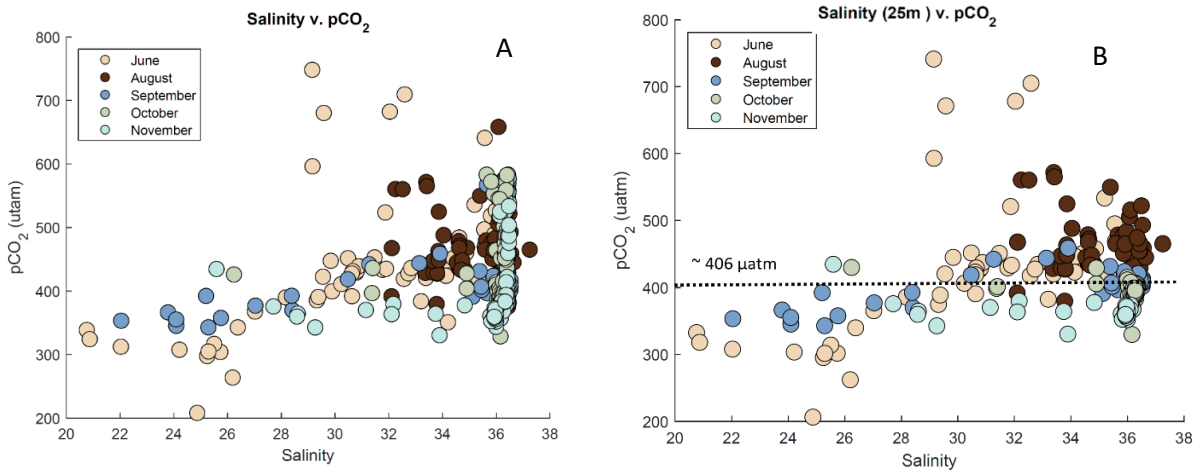 Salinity v. pCO2
A
June
August
September
October
November
800
700
600
500
400
300
200
pCO2 (utam)
20 22 24 26 28 30 32 34 36 38
Salinity
Salinity (25m ) v. pCO2
B
June
August
September
October
November
800
700
600
500
400
300
200
pCO2 (uatm)
~ 406 µatm
20 22 24 26 28 30 32 34 36 38
Salinity